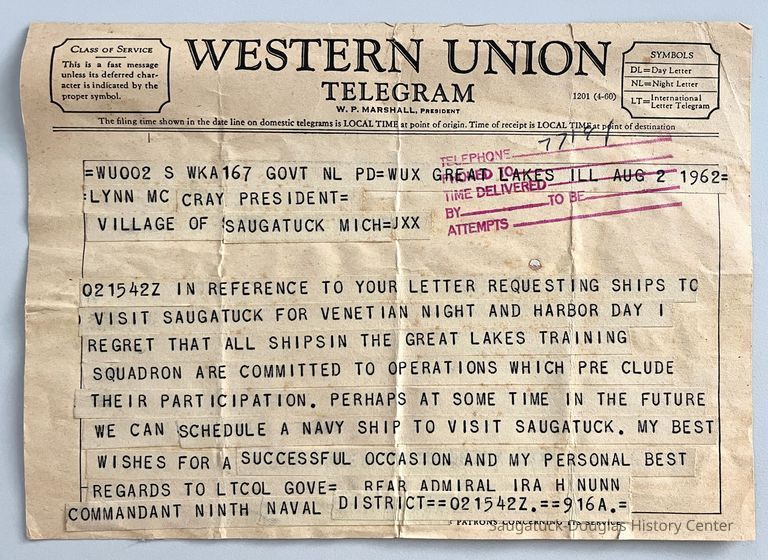 CLASS OF SERVICE
This is a fast message
unless its deferred char-
acter is indicated by the
proper symbol.
WESTERN UNION
TELEGRAM
W. P. MARSHALL, PRESIDENT
1201 (4-60)
SYMBOLS
DL=Day Letter
NL=Night Letter
LT=International Letter Telegram
The filing time shown in the date line on domestic telegrams is LOCAL TIME at point of origin. Time of receipt is LOCAL TIME at point of destination
TELEPHONE
PHONED TO
TIME DELIVERED
BY TO BE
ATTEMPTS
=WU002 S WKA167 GOVT NL PD=WUX GREAT LAKES ILL AUG 2 1962=
:LYNN MC CRAY PRESIDENT=
VILLAGE OF SAUGATUCK MICH=JXX
021542Z IN REFERENCE TO YOUR LETTER REQUESTING SHIPS TO
VISIT SAUGATUCK FOR VENETIAN NIGHT AND HARBOR DAY I
REGRET THAT ALL SHIPSIN THE GREAT LAKES TRAINING
SQUADRON ARE COMMITTED TO OPERATIONS WHICH PRE CLUDE
THEIR PARTICIPATION. PERHAPS AT SOME TIME IN THE FUTURE
WE CAN SCHEDULE A NAVY SHIP TO VISIT SAUGATUCK. MY BEST
WISHES FOR A SUCCESSFUL OCCASION AND MY PERSONAL BEST
REGARDS TO LTCOL GOVE= REAR ADMIRAL IRA H NUNN
COMMANDANT NINTH NAVAL DISTRICT==021542Z.==916A.=
PATRONS CONCERNING ITS SERVICE
Saugatuck-Douglas History Center